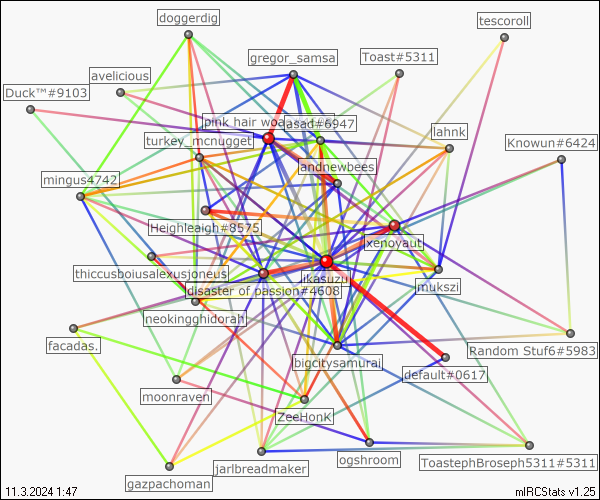 doggerdig
tescoroll
gregor_samsa
Toast#5311
avelicious
Duck™#9103
pink hair
asad#6947
turkey_mcnugget
lahnk
Knowun#6424
andnewbees
mingus4742
Heighleaigh#8575
xenoyaut
thiccusboiusalexusjoneus
ikasuzu
mukszi
disaster of passion#4608
neokingghidorah
facadas.
bigcitysamurai
Random Stuf6#5983
default#0617
moonraven
ZeeHonK
ogshroom
ToastephBroseph5311#5311
jarlbreadmaker
gazpachoman
11.3.2024 1:47
mIRCStats v1.25